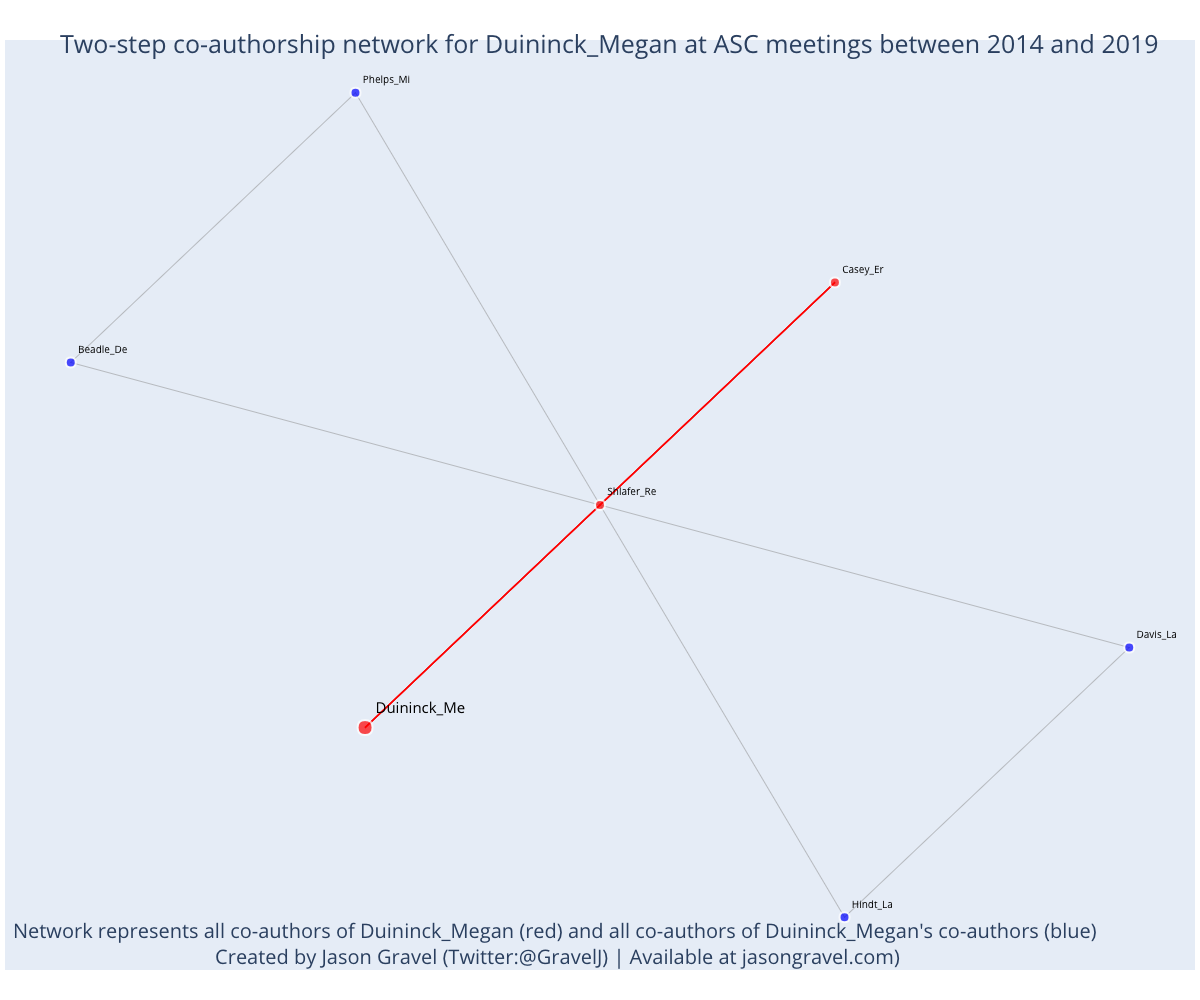 Two-step co-authorship network for Duininck_Megan at ASC meetings between 2014 and 2019
Phelps_Mi
Casey_Er
Beadle_De
Shlafer_Re
Davis_La
Duininck_Me
Hindt_La
Network represents all co-authors of Duininck_Megan (red) and all co-authors of Duininck_Megan's co-authors (blue)
Created by Jason Gravel (Twitter:@GravelJ) | Available at jasongravel.com)